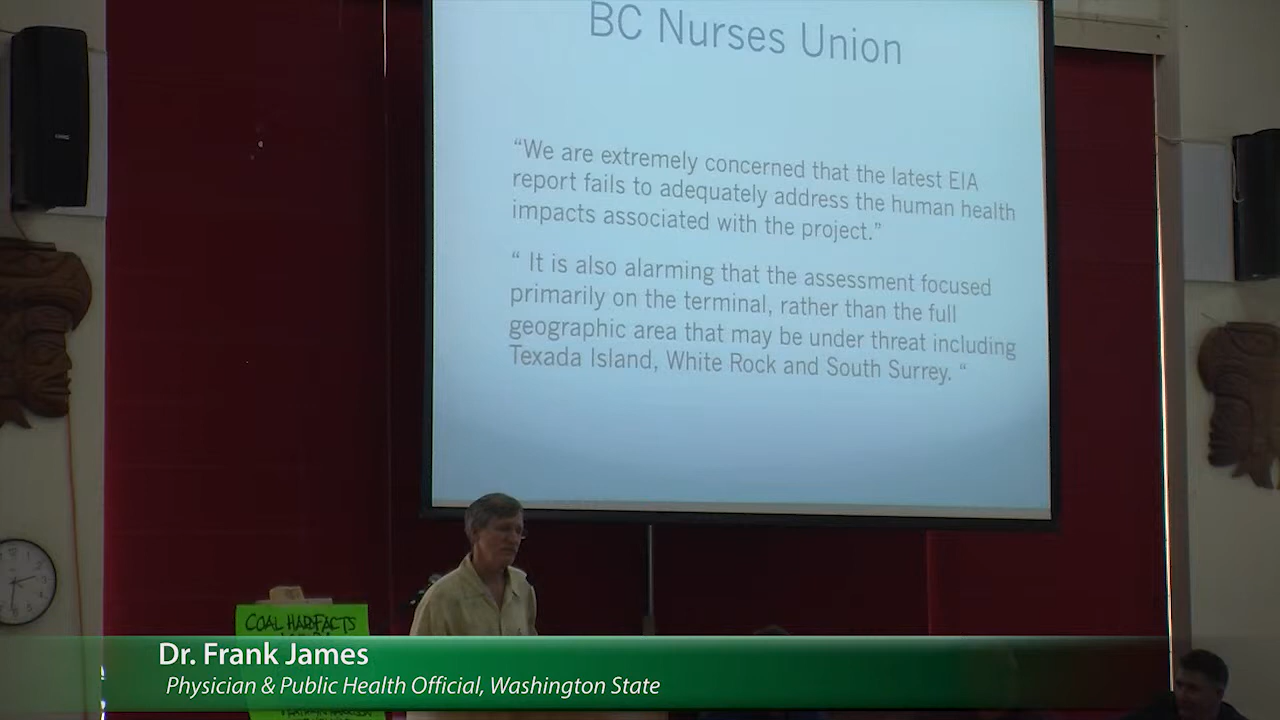 BC Nurses Union
“We are extremely concerned that the latest EIA
report fails to adequately address the human health
impacts associated with the project.”
“ It is also alarming that the assessment focused
primarily on the terminal, rather than the full
geographic area that may be under threat including
Texada Island, White Rock and South Surrey. “
COAL HARD FACTS
Dr. Frank James
Physician & Public Health Official, Washington State